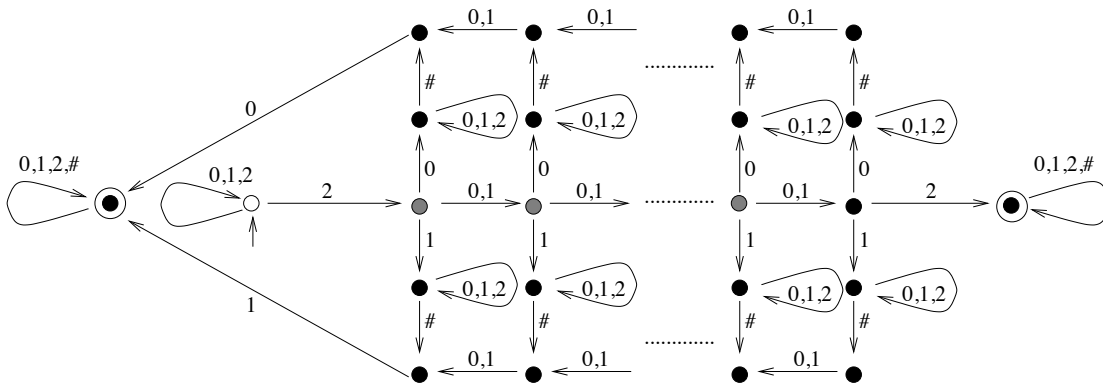 0,1 0,1 0,1
..............
# # # #
0 0,1,2 0,1,2 0,1,2 0,1,2
0,1,2,# 0,1,2 0 0 0 0 0,1,2,#
2 0,1 0,1 .............. 0,1 2
1 1 1 1
0,1,2 0,1,2 0,1,2 0,1,2
1 # # # #
..............
0,1 0,1 0,1